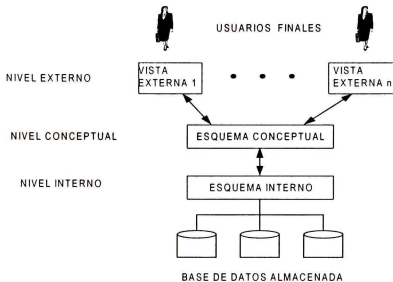 USUARIOS FINALES
NIVEL EXTERNO
VISTA
EXTERNA 1
VISTA
EXTERNA n
NIVEL CONCEPTUAL
ESQUEMA CONCEPTUAL
NIVEL INTERNO
ESQUEMA INTERNO
BASE DE DATOS ALMACENADA